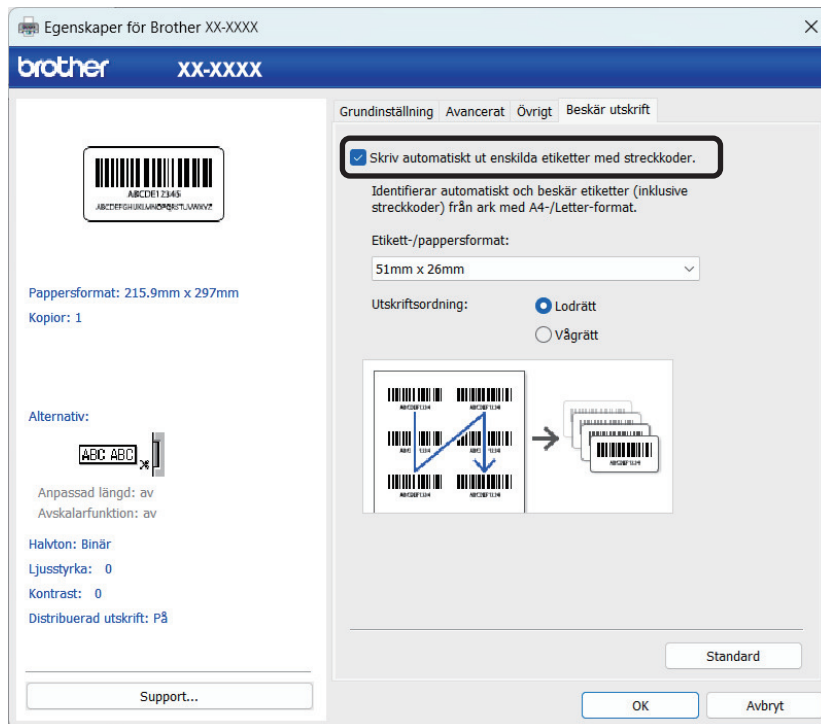 Egenskaper för Brother XX-XXXX
brother XX-XXXX
Grundinställning Avancerat Övrigt Beskär utskrift
Skriv automatiskt ut enskilda etiketter med streckkoder.
Identifierar automatiskt och beskär etiketter (inklusive
streckkoder) från ark med A4-/Letter-format.
Etikett-/pappersformat:
51mm x 26mm
Utskriftsordning:
Lodrätt
Vågrätt
ABCDE12345
Pappersformat: 215.9mm x 297mm
Kopior: 1
Alternativ:
ABC ABC
Anpassad längd: av
Avskalarfunktion: av
Halvton: Binär
Ljusstyrka: 0
Kontrast: 0
Distribuerad utskrift: På
Support...
Standard
OK
Avbryt